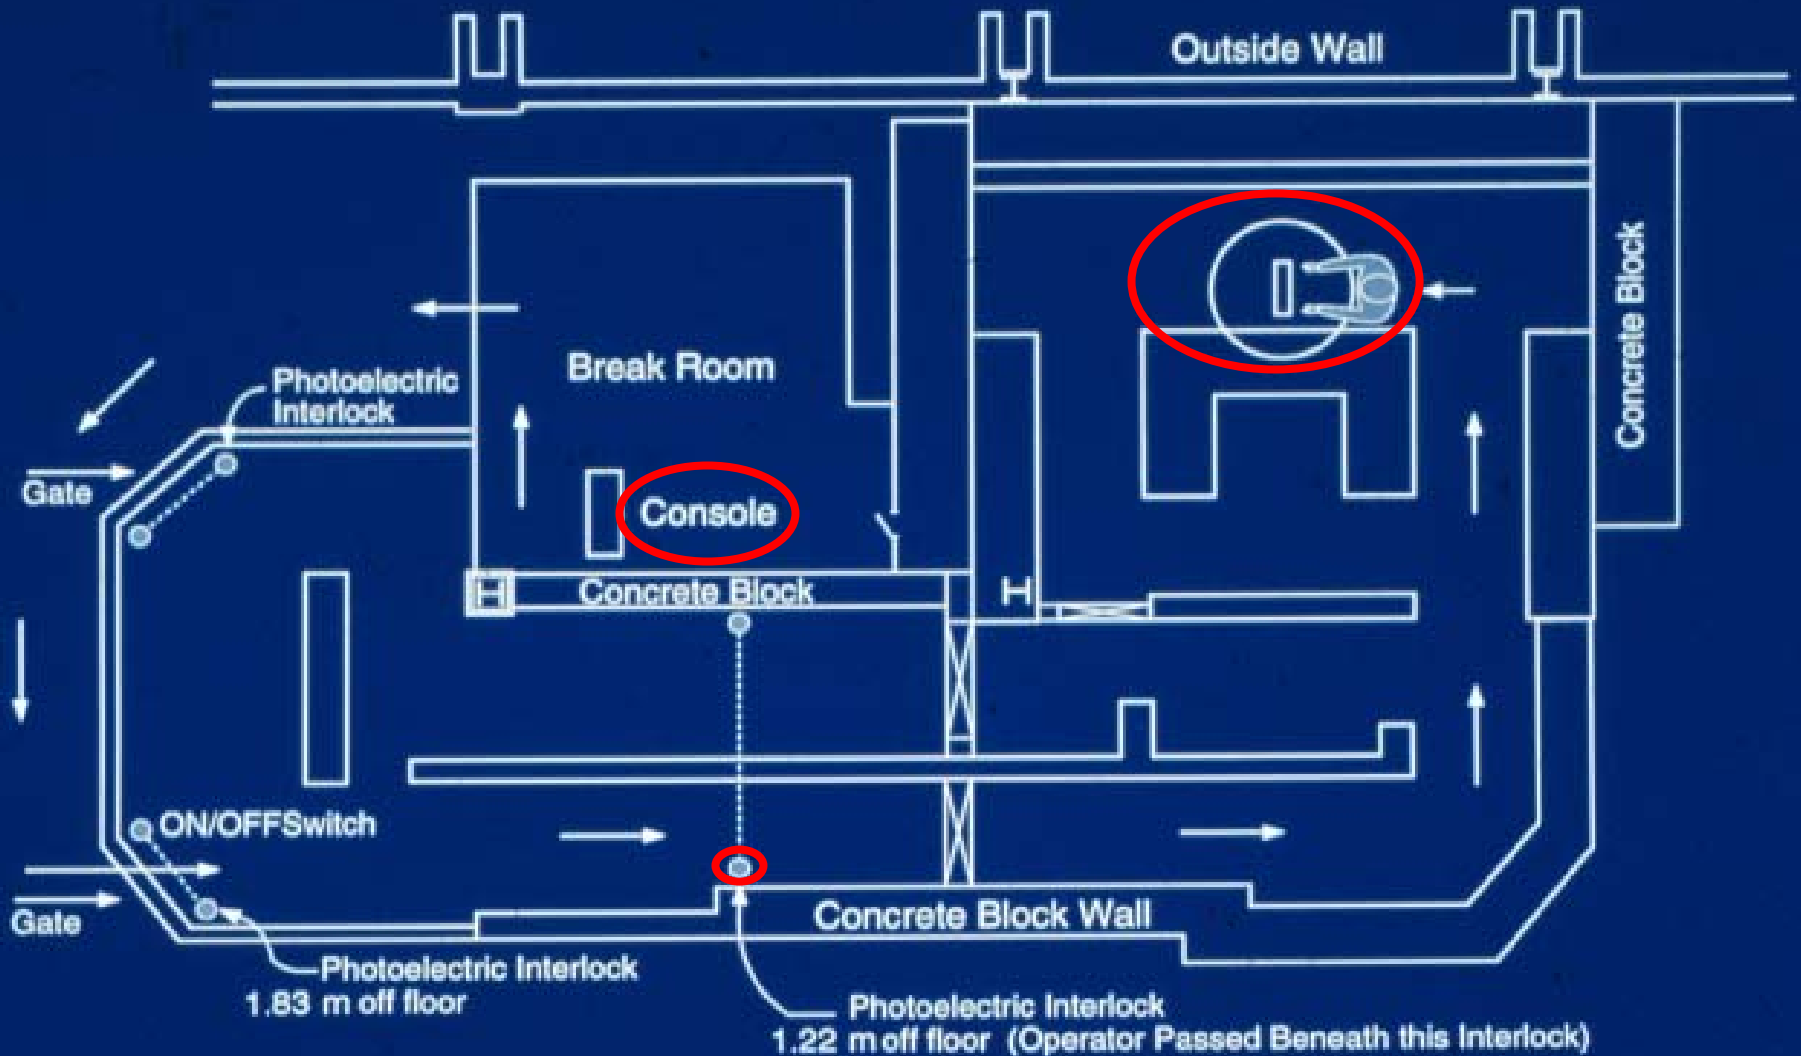 Outside Wall
Concrete Block
Break Room
Photoelectric
Interlock
Gate
Console
Concrete Block
ON/OFFSwitch
Gate
Concrete Block Wall
Photoelectric Interlock
1.83 m off floor
Photoelectric Interlock
1.22 m off floor (Operator Passed Beneath this Interlock)